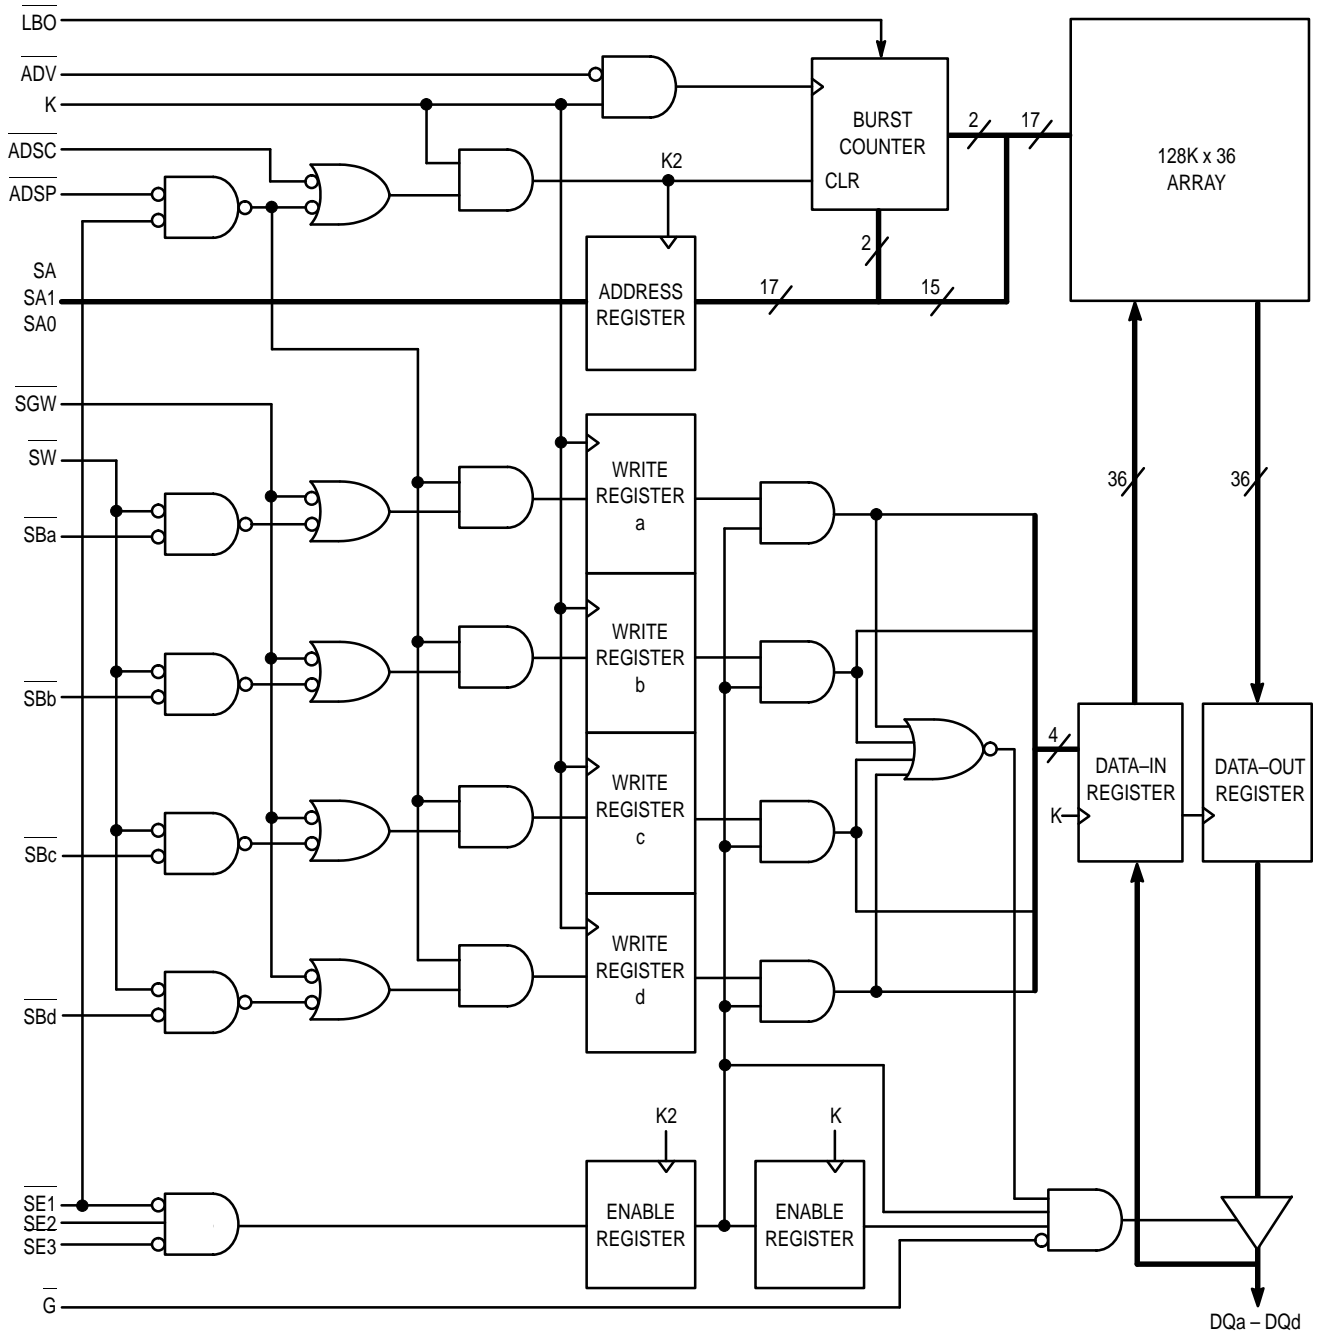 LBO
ADV
K
ADSC
ADSP
K2
BURST
COUNTER
CLR
2
17
128K x 36
ARRAY
2
SA
SA1
SA0
ADDRESS
REGISTER
17
15
SGW
SW
SBa
WRITE
REGISTER
a
36
36
SBb
WRITE
REGISTER
b
4
DATA–IN
REGISTER
K
DATA–OUT
REGISTER
SBc
WRITE
REGISTER
c
SBd
WRITE
REGISTER
d
K2
K
SE1
SE2
SE3
ENABLE
REGISTER
ENABLE
REGISTER
G
DQa – DQd